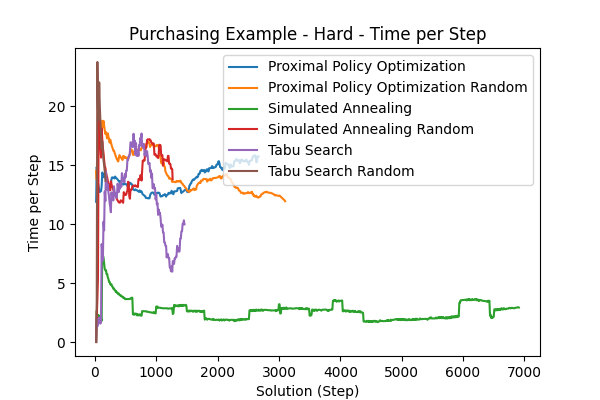 Purchasing Example - Hard - Time per Step
Proximal Policy Optimization
Proximal Policy Optimization Random
Simulated Annealing
Simulated Annealing Random
Tabu Search
Tabu Search Random
Time per Step
20
15
10
5
0
0 1000 2000 3000 4000 5000 6000 7000
Solution (Step)